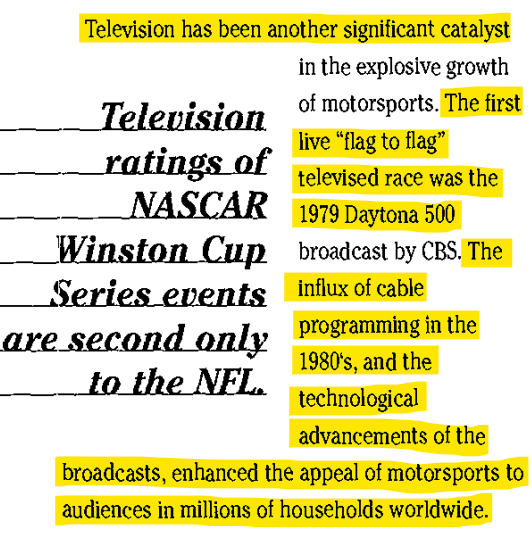 Television has been another significant catalyst
in the explosive growth
of motorsports. The first
live “flag to flag”
televised race was the
1979 Daytona 500
broadcast by CBS. The
influx of cable
programming in the
1980's, and the
technological
advancements of the
broadcasts, enhanced the appeal of motorsports to
audiences in millions of households worldwide.
Television
ratings of
NASCAR
Winston Cup
Series events
are second only
to the NFL.